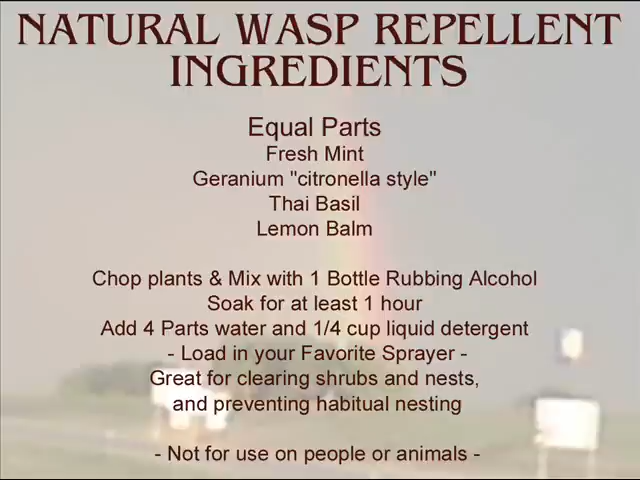 NATURAL WASP REPELLENT
INGREDIENTS
Equal Parts
Fresh Mint
Geranium "citronella style"
Thai Basil
Lemon Balm
Chop plants & Mix with 1 Bottle Rubbing Alcohol
Soak for at least 1 hour
Add 4 Parts water and 1/4 cup liquid detergent
- Load in your Favorite Sprayer -
Great for clearing shrubs and nests,
and preventing habitual nesting
- Not for use on people or animals -